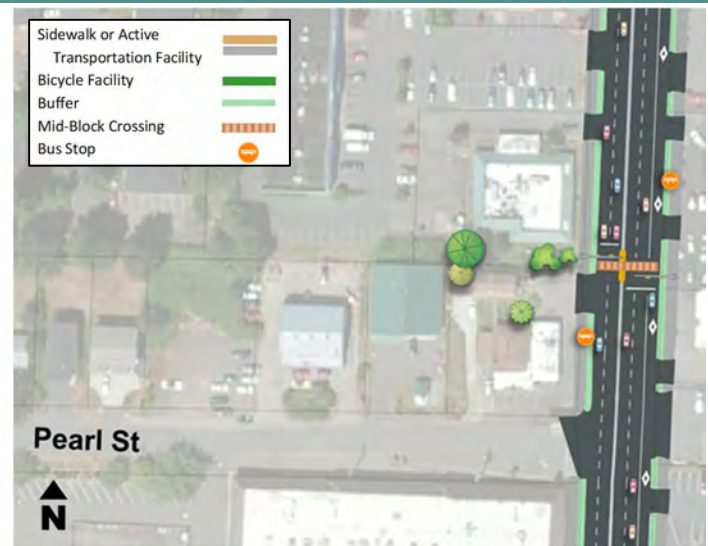 Sidewalk or Active
Transportation Facility
Bicycle Facility
Buffer
Mid-Block Crossing
Bus Stop
Pearl St
N